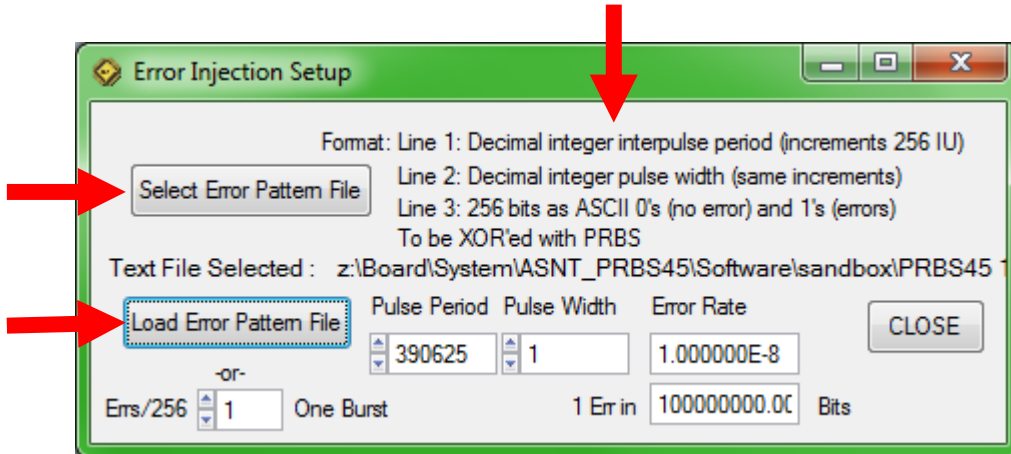 Error Injection Setup
Format: Line 1: Decimal integer interpulse period (increments 256 IU)
Select Error Pattern File
Line 2: Decimal integer pulse width (same increments)
Line 3: 256 bits as ASCII 0's (no error) and 1's (errors)
To be XOR'ed with PRBS
Text File Selected : z:\Board\System\ASNT_PRBS45\Software\sandbox\PRBS45 1
Load Error Pattern File
Pulse Period Pulse Width Error Rate
390625 1 1.000000E-8
CLOSE
-or-
Errs/256 1 One Burst 1 Err in 100000000.00 Bits